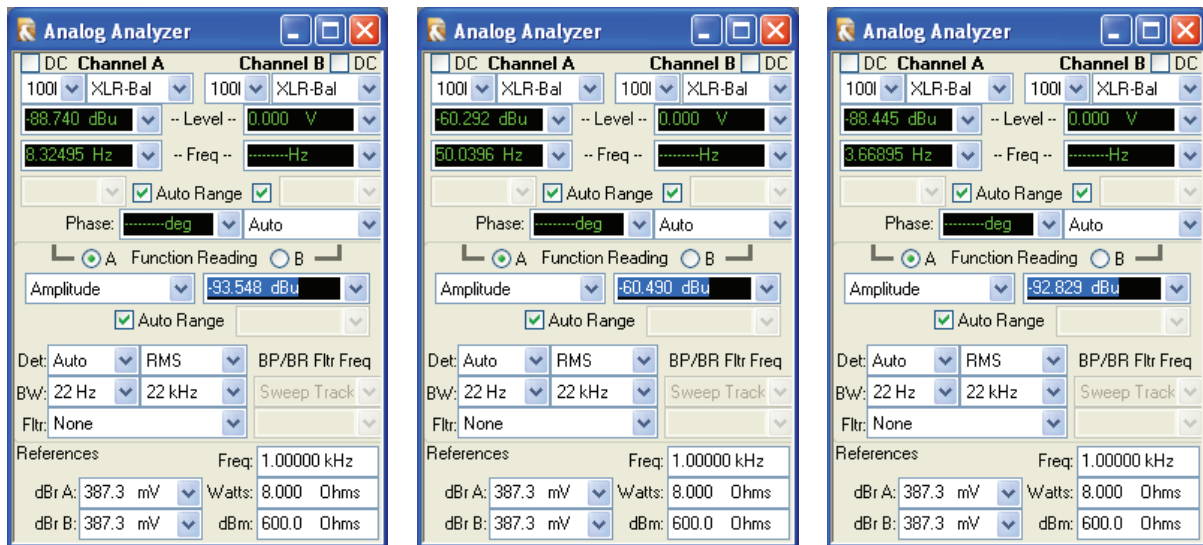 Analog Analyzer
DC Channel A Channel B DC
100I XLR-Bal 100I XLR-Bal
-88.740 dBu -- Level -- 0.000 V
8.32495 Hz -- Freq -- --------Hz
Auto Range
Phase: --------deg Auto
A Function Reading B
Amplitude -93.548 dBu
Auto Range
Det: Auto RMS BP/BR Fltr Freq
BW: 22 Hz 22 kHz Sweep Track
Fltr: None
References Freq: 1.00000 kHz
dBr A: 387.3 mV Watts: 8.000 Ohms
dBr B: 387.3 mV dBm: 600.0 Ohms
Analog Analyzer
DC Channel A Channel B DC
100I XLR-Bal 100I XLR-Bal
-60.292 dBu -- Level -- 0.000 V
50.0396 Hz -- Freq -- --------Hz
Auto Range
Phase: --------deg Auto
A Function Reading B
Amplitude -60.490 dBu
Auto Range
Det: Auto RMS BP/BR Fltr Freq
BW: 22 Hz 22 kHz Sweep Track
Fltr: None
References Freq: 1.00000 kHz
dBr A: 387.3 mV Watts: 8.000 Ohms
dBr B: 387.3 mV dBm: 600.0 Ohms
Analog Analyzer
DC Channel A Channel B DC
100I XLR-Bal 100I XLR-Bal
-88.445 dBu -- Level -- 0.000 V
3.66895 Hz -- Freq -- --------Hz
Auto Range
Phase: --------deg Auto
A Function Reading B
Amplitude -92.829 dBu
Auto Range
Det: Auto RMS BP/BR Fltr Freq
BW: 22 Hz 22 kHz Sweep Track
Fltr: None
References Freq: 1.00000 kHz
dBr A: 387.3 mV Watts: 8.000 Ohms
dBr B: 387.3 mV dBm: 600.0 Ohms